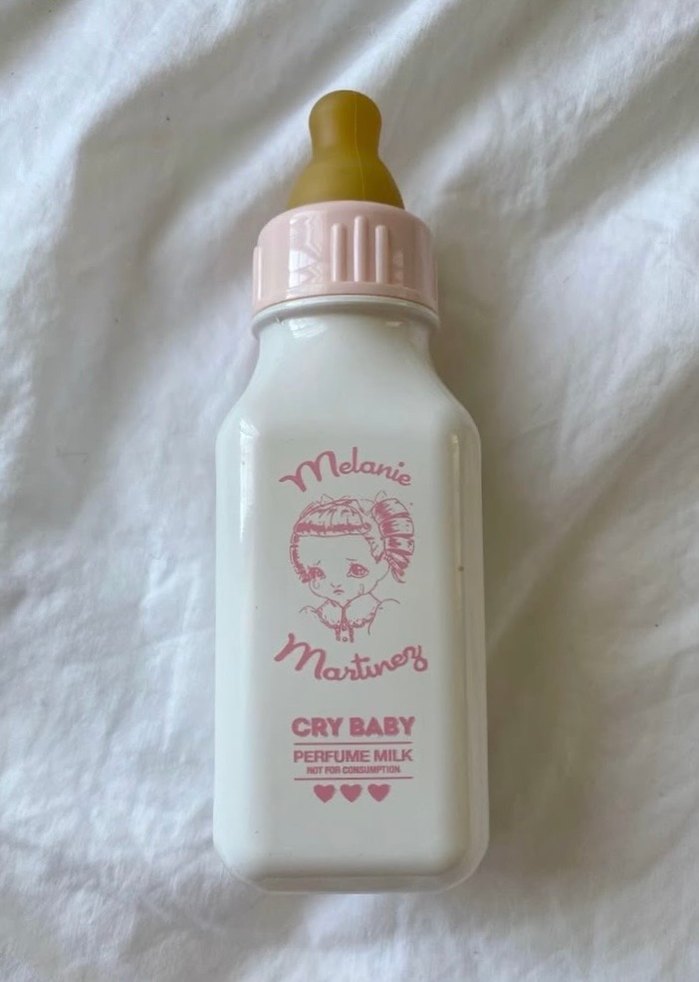 Melanie
Martinez
CRY BABY
PERFUME MILK
NOT FOR CONSUMPTION